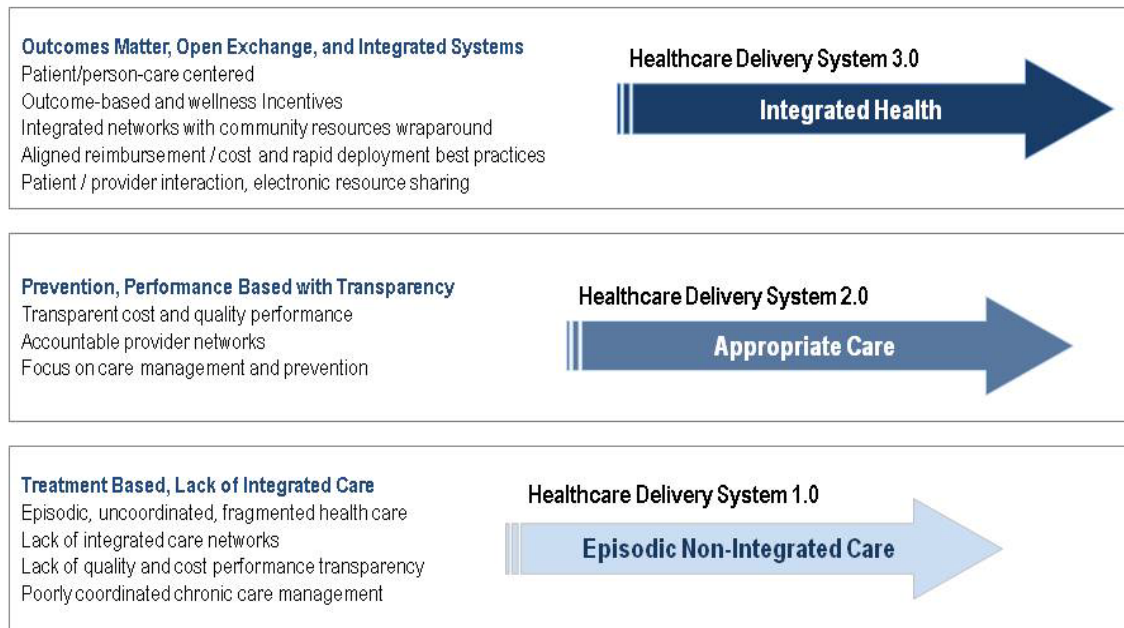 Outcomes Matter, Open Exchange, and Integrated Systems
Patient/person-care centered
Outcome-based and wellness Incentives
Integrated networks with community resources wraparound
Aligned reimbursement / cost and rapid deployment best practices
Patient / provider interaction, electronic resource sharing
Healthcare Delivery System 3.0
Integrated Health
Prevention, Performance Based with Transparency
Transparent cost and quality performance
Accountable provider networks
Focus on care management and prevention
Healthcare Delivery System 2.0
Appropriate Care
Treatment Based, Lack of Integrated Care
Episodic, uncoordinated, fragmented health care
Lack of integrated care networks
Lack of quality and cost performance transparency
Poorly coordinated chronic care management
Healthcare Delivery System 1.0
Episodic Non-Integrated Care